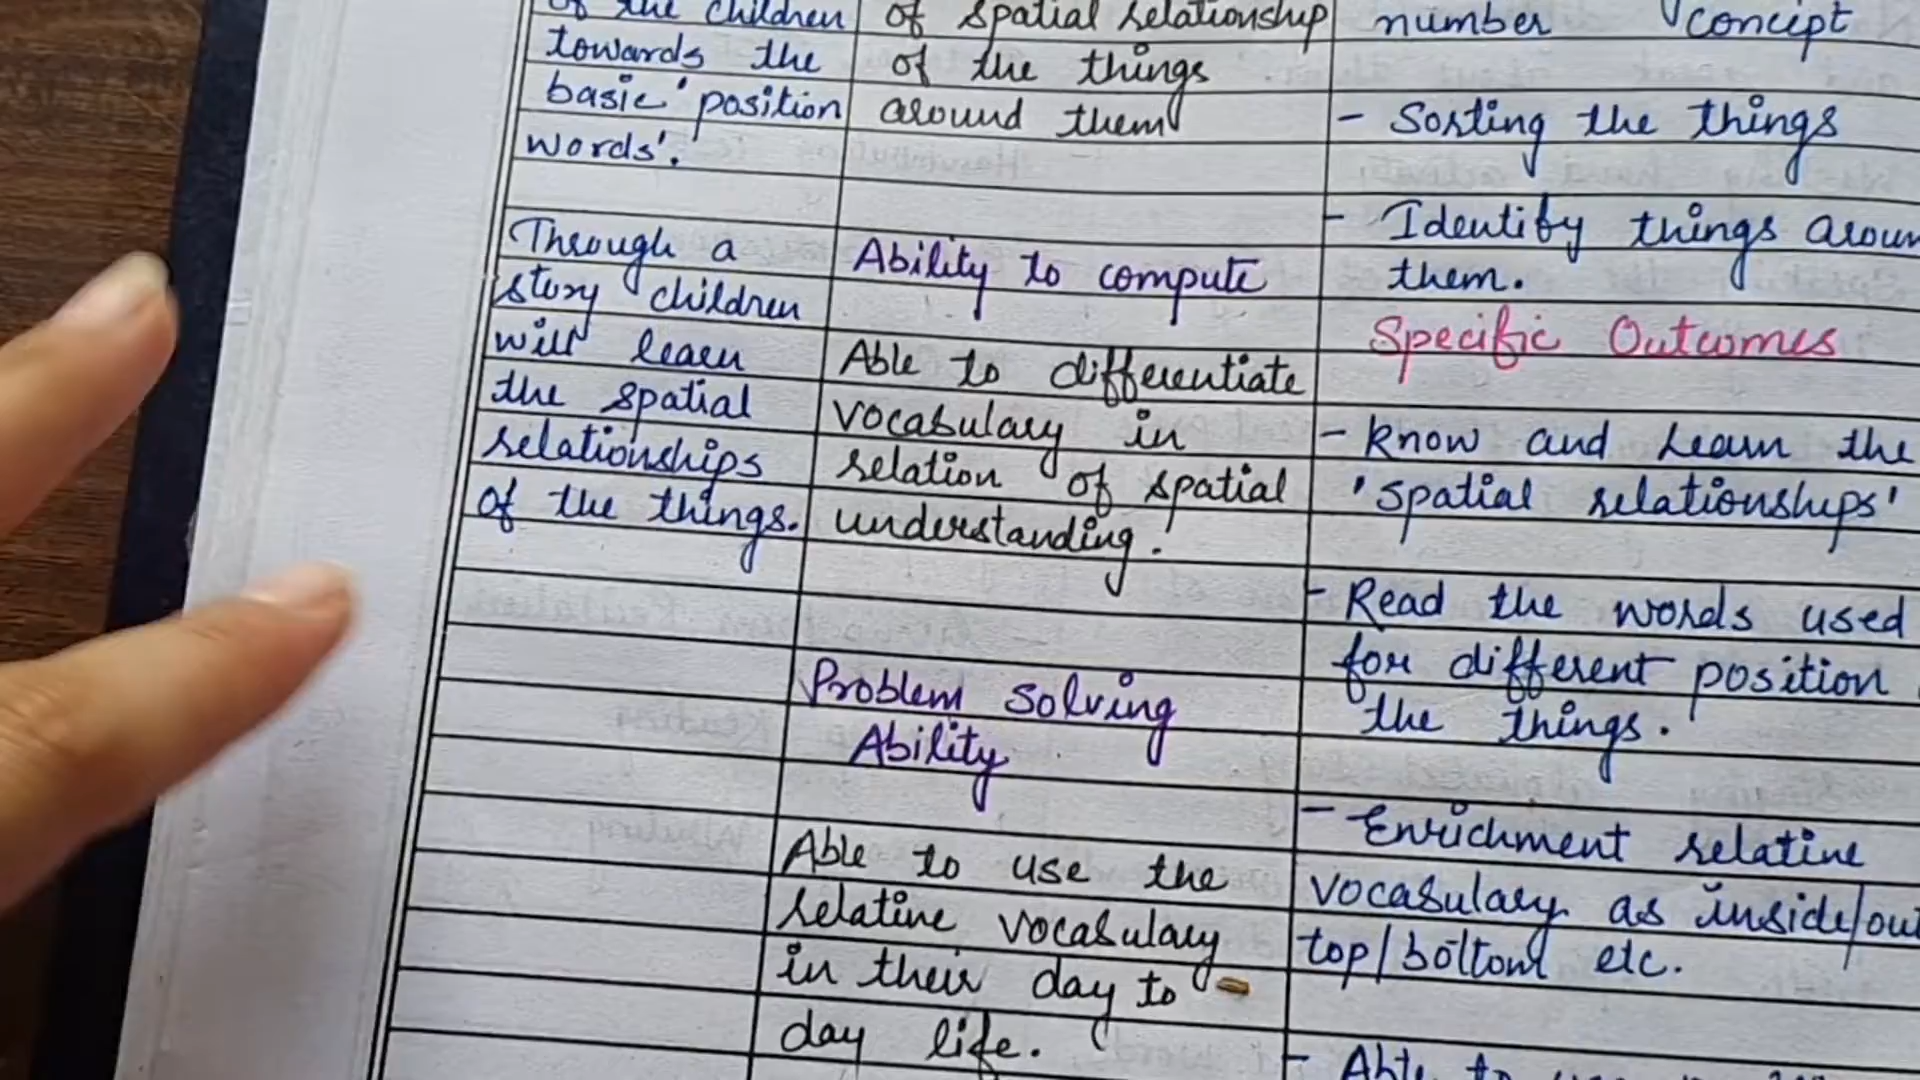 of the children
towards the
basic 'position
words'.
Through a
story children
will learn
the spatial
relationships
of the things.
of spatial relationship
of the things
around them
Ability to compute
Able to differentiate
vocabulary in
relation of spatial
understanding.
Problem Solving
Ability
Able to use the
relative vocabulary
in their day to
day life.
number concept
- Sorting the things
- Identify things aroun
them.
Specific Outcomes
- Know and Learn the
'spatial relationships'
- Read the words used
for different position
the things.
- Enrichment relative
vocabulary as inside/out
top/bottom etc.
- Able to use